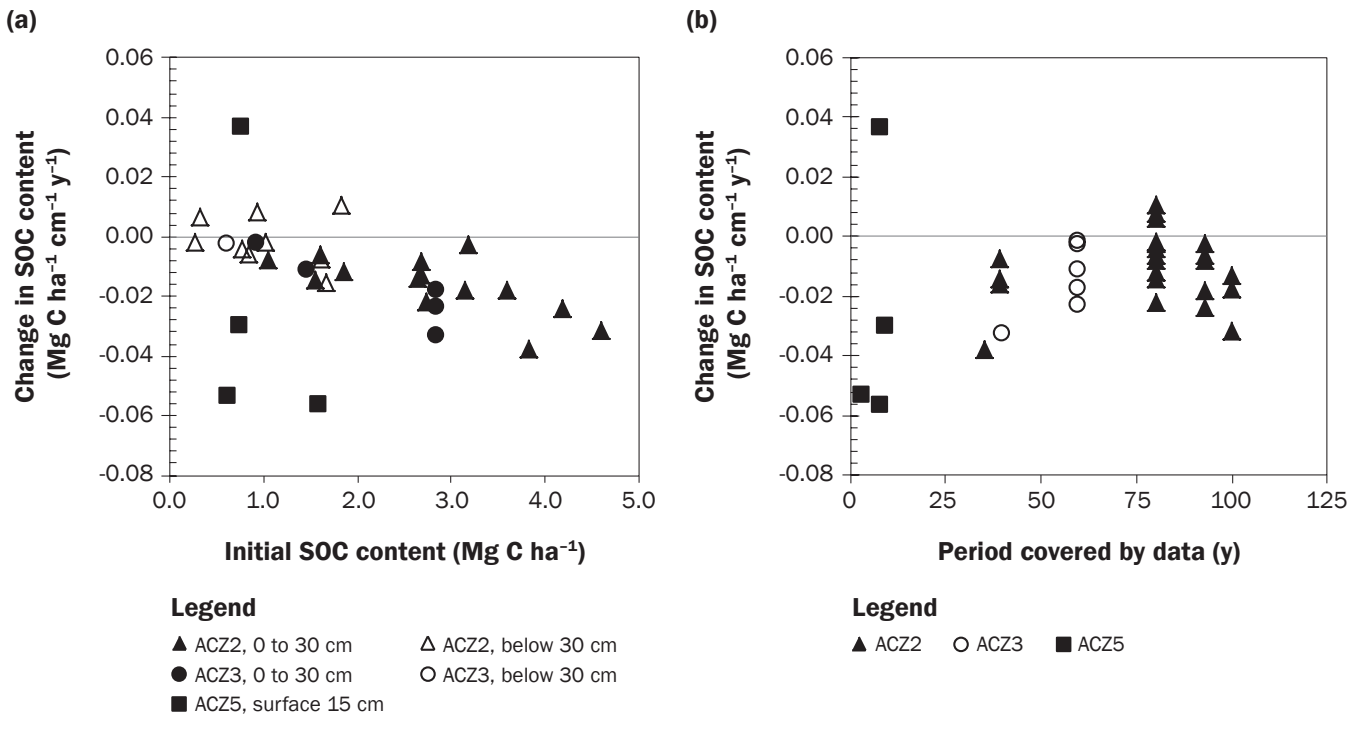 (a)
Change in SOC content
(Mg C ha⁻¹ cm⁻¹ y⁻¹)
0.06
0.04
0.02
0.00
-0.02
-0.04
-0.06
-0.08
0.0 1.0 2.0 3.0 4.0 5.0
Initial SOC content (Mg C ha⁻¹)
Legend
ACZ2, 0 to 30 cm ACZ2, below 30 cm
ACZ3, 0 to 30 cm ACZ3, below 30 cm
ACZ5, surface 15 cm
(b)
Change in SOC content
(Mg C ha⁻¹ cm⁻¹ y⁻¹)
0.06
0.04
0.02
0.00
-0.02
-0.04
-0.06
-0.08
0 25 50 75 100 125
Period covered by data (y)
Legend
ACZ2 ACZ3 ACZ5